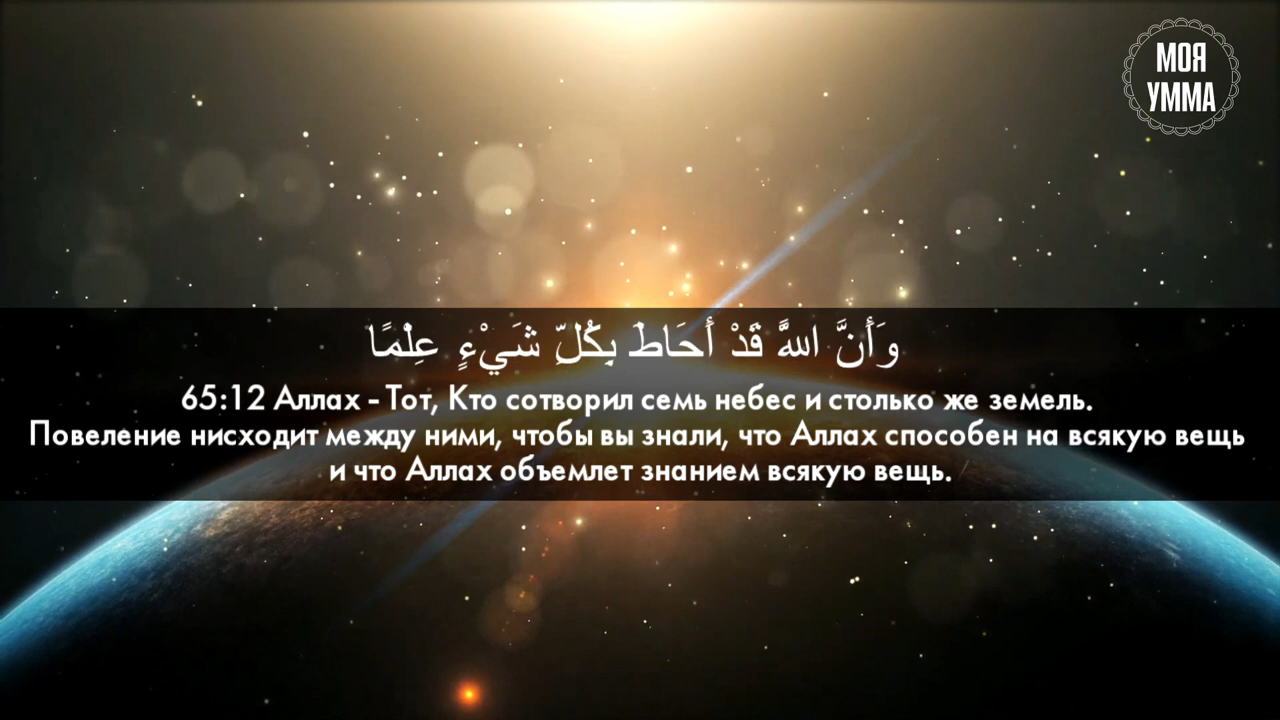 МОЯ
УММА
وَأَنَّ اللهَّ قَدْ أَحَاطَ بِكُلِّ شَيْءٍ عِلْمًا
65:12 Аллах - Тот, Кто сотворил семь небес и столько же земель.
Повеление нисходит между ними, чтобы вы знали, что Аллах способен на всякую вещь
и что Аллах объемлет знанием всякую вещь.